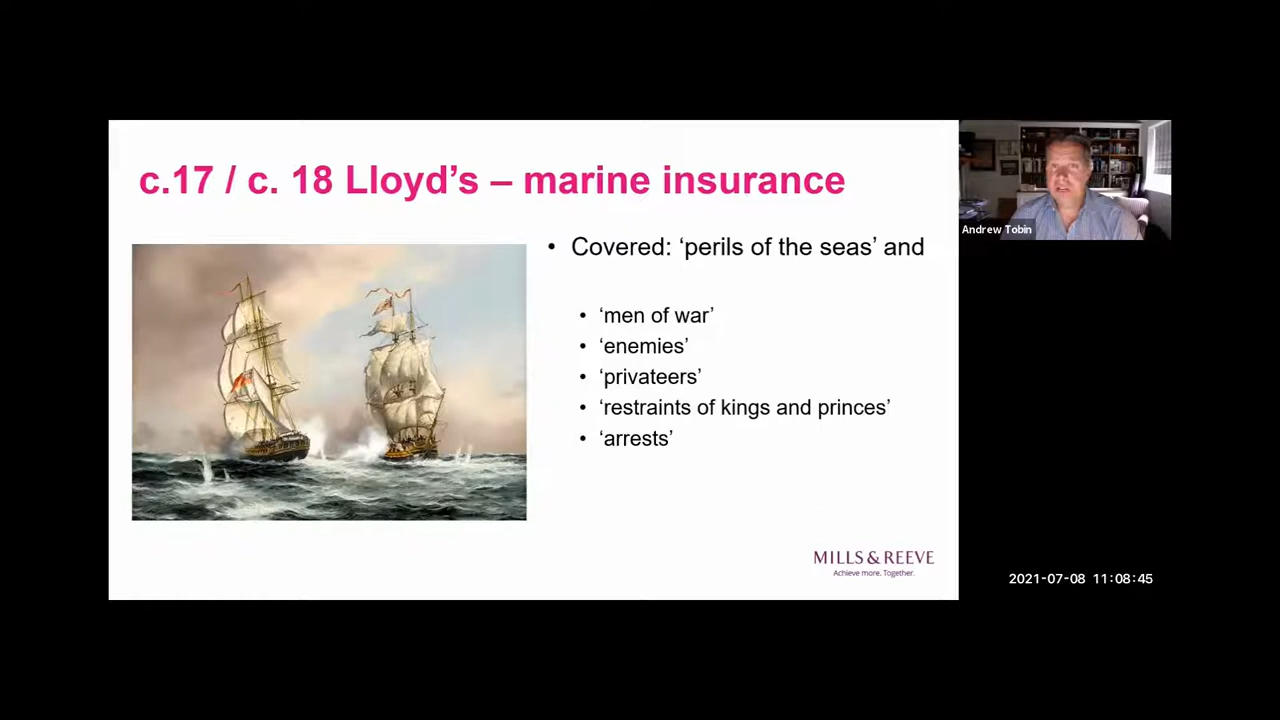 c.17 / c. 18 Lloyd’s – marine insurance
• Covered: ‘perils of the seas’ and
• ‘men of war’
• ‘enemies’
• ‘privateers’
• ‘restraints of kings and princes’
• ‘arrests’
MILLS & REEVE
Achieve more. Together.
Andrew Tobin
2021-07-08 11:08:45